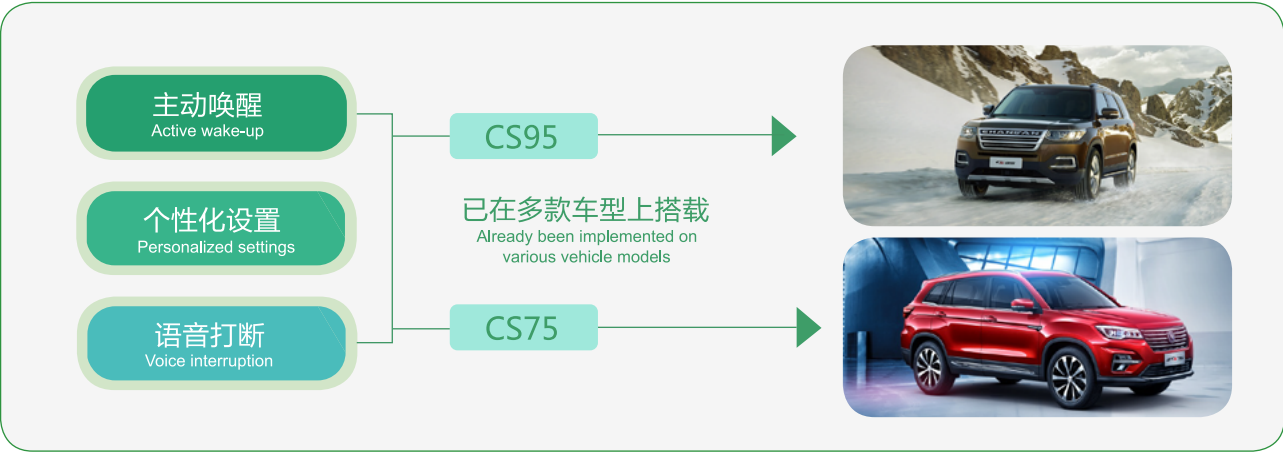 主动唤醒
Active wake-up
个性化设置
Personalized settings
语音打断
Voice interruption
CS95
已在多款车型上搭载
Already been implemented on
various vehicle models
CS75
CHANGAN